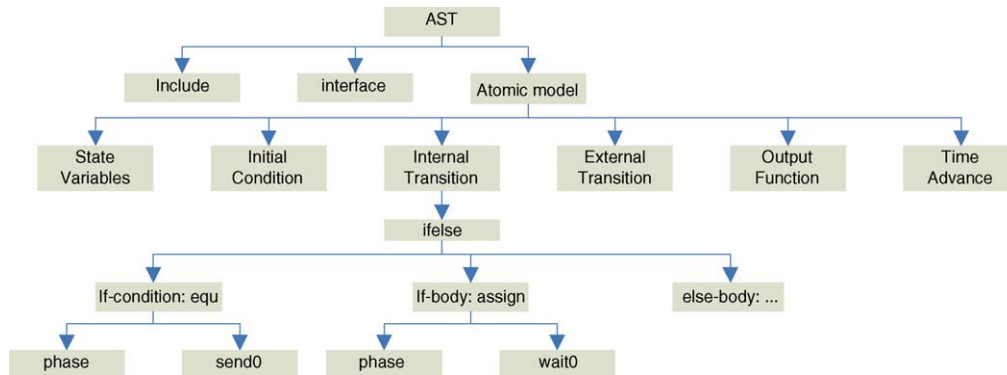 AST
Include
interface
Atomic model
State
Variables
Initial
Condition
Internal
Transition
External
Transition
Output
Function
Time
Advance
ifelse
If-condition: equ
If-body: assign
else-body: ...
phase
send0
phase
wait0